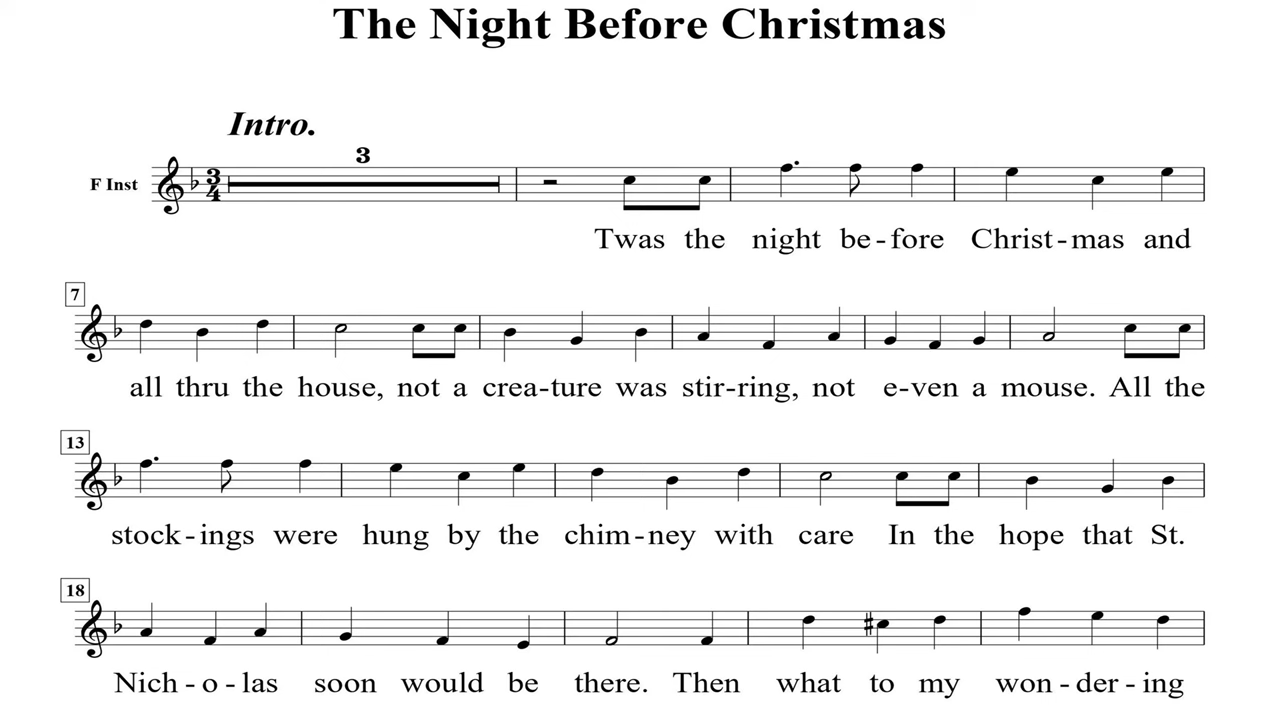 The Night Before Christmas
Intro.
3
F Inst
3
4
Twas the night be - fore Christ - mas and
7
all thru the house, not a crea - ture was stir - ring, not e - ven a mouse. All the
13
stock - ings were hung by the chim - ney with care In the hope that St.
18
Nich - o - las soon would be there. Then what to my won - der - ing